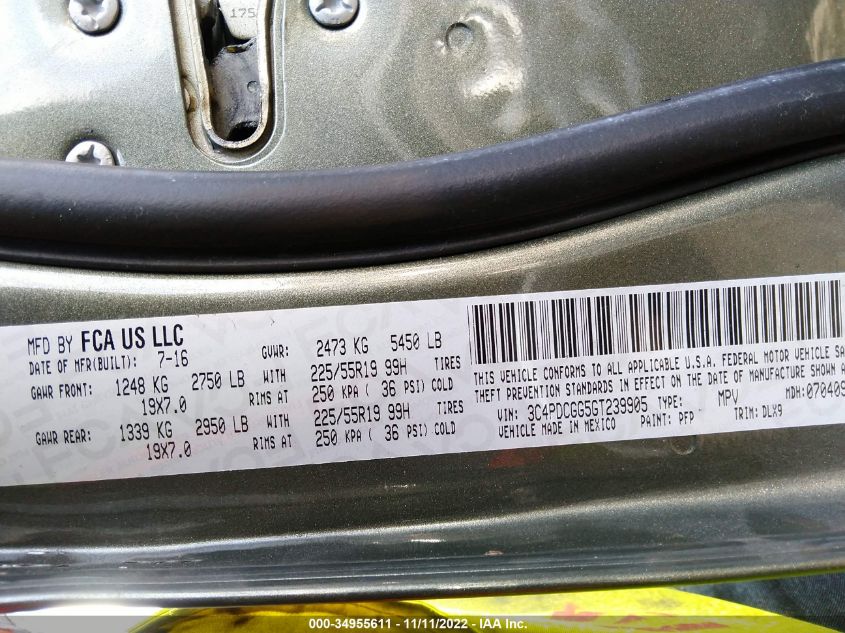 175
MFD BY FCA US LLC
DATE OF MFR(BUILT): 7-16 GVWR: 2473 KG 5450 LB
GAWR FRONT: 1248 KG 2750 LB WITH 225/55R19 99H TIRES
19X7.0 RIMS AT 250 KPA ( 36 PSI) COLD
GAWR REAR: 1339 KG 2950 LB WITH 225/55R19 99H TIRES
19X7.0 RIMS AT 250 KPA ( 36 PSI) COLD
THIS VEHICLE CONFORMS TO ALL APPLICABLE U.S.A. FEDERAL MOTOR VEHICLE SA
THEFT PREVENTION STANDARDS IN EFFECT ON THE DATE OF MANUFACTURE SHOWN A
VIN: 3C4PDCGG5GT239905 TYPE: MPV MDH:070409
VEHICLE MADE IN MEXICO PAINT: PFP TRIM: DLX9
000-34955611 - 11/11/2022 - IAA Inc.